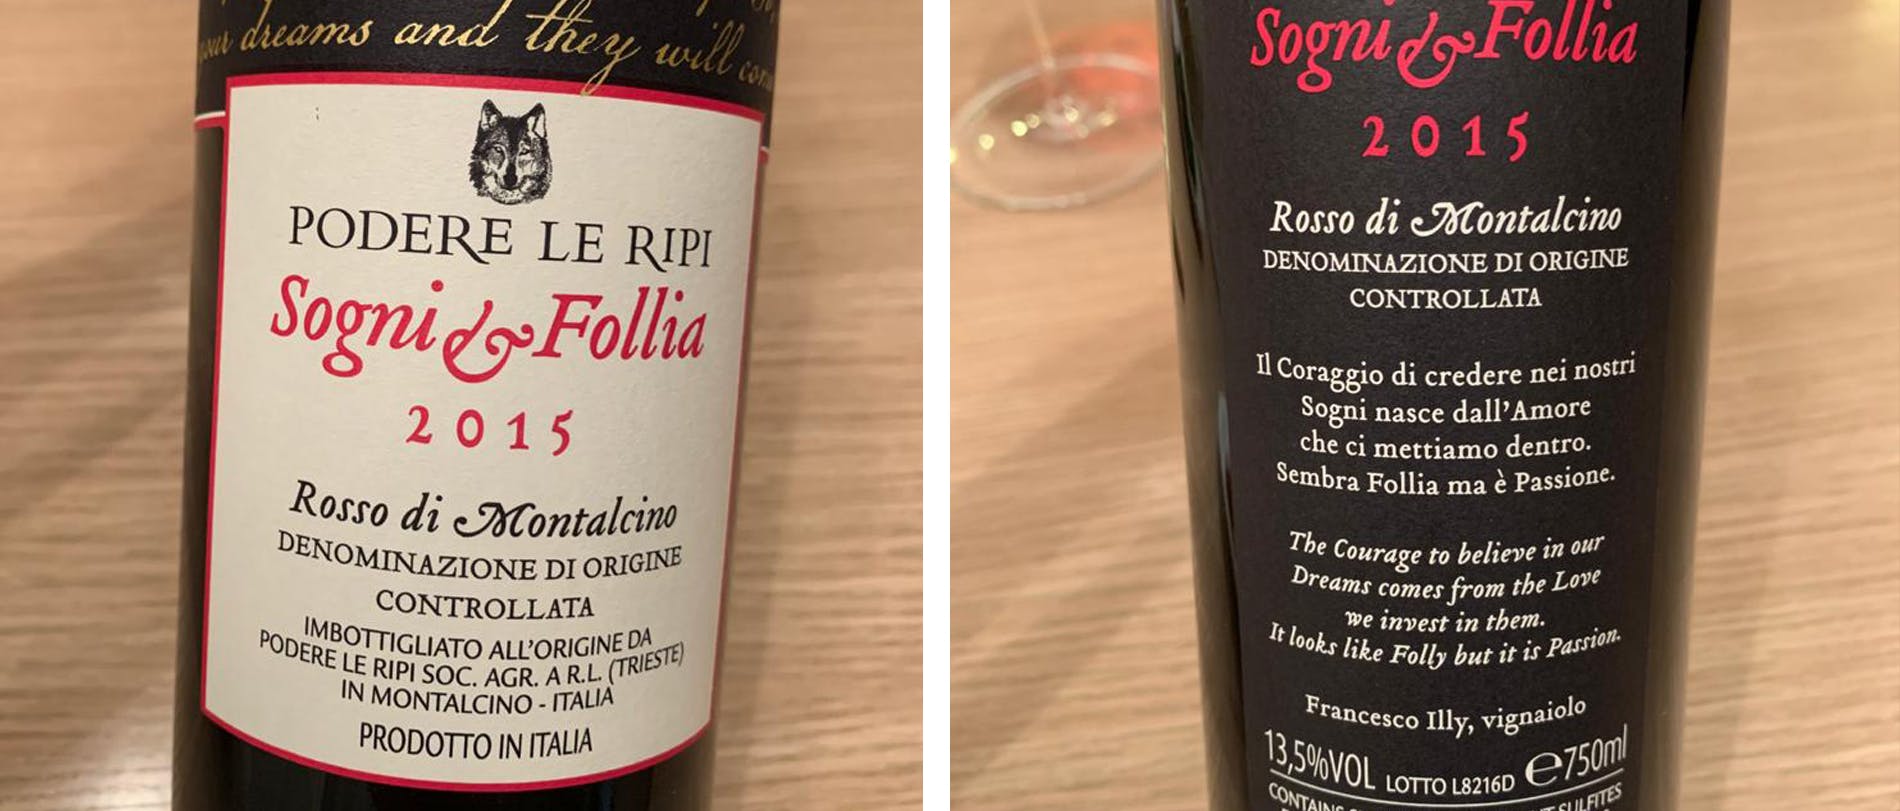 your dreams and they will come
PODERE LE RIPI
Sogni & Follia
2015
Rosso di Montalcino
DENOMINAZIONE DI ORIGINE
CONTROLLATA
IMBOTTIGLIATO ALL'ORIGINE DA
PODERE LE RIPI SOC. AGR. A R.L. (TRIESTE)
IN MONTALCINO - ITALIA
PRODOTTO IN ITALIA
Sogni & Follia
2015
Rosso di Montalcino
DENOMINAZIONE DI ORIGINE
CONTROLLATA
Il Coraggio di credere nei nostri
Sogni nasce dall'Amore
che ci mettiamo dentro.
Sembra Follia ma è Passione.
The Courage to believe in our
Dreams comes from the Love
we invest in them.
It looks like Folly but it is Passion.
Francesco Illy, vignaiolo
13,5%VOL LOTTO L8216D ℮750ml
CONTAINS SULFITES